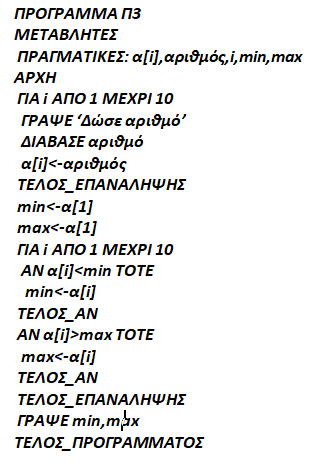 ΠΡΟΓΡΑΜΜΑ Π3
ΜΕΤΑΒΛΗΤΕΣ
ΠΡΑΓΜΑΤΙΚΕΣ: α[i],αριθμός,i,min,max
ΑΡΧΗ
ΓΙΑ i ΑΠΟ 1 ΜΕΧΡΙ 10
ΓΡΑΨΕ ‘Δώσε αριθμό’
ΔΙΑΒΑΣΕ αριθμό
α[i]<-αριθμός
ΤΕΛΟΣ_ΕΠΑΝΑΛΗΨΗΣ
min<-α[1]
max<-α[1]
ΓΙΑ i ΑΠΟ 1 ΜΕΧΡΙ 10
ΑΝ α[i]<min ΤΟΤΕ
min<-α[i]
ΤΕΛΟΣ_ΑΝ
ΑΝ α[i]>max ΤΟΤΕ
max<-α[i]
ΤΕΛΟΣ_ΑΝ
ΤΕΛΟΣ_ΕΠΑΝΑΛΗΨΗΣ
ΓΡΑΨΕ min,max
ΤΕΛΟΣ_ΠΡΟΓΡΑΜΜΑΤΟΣ